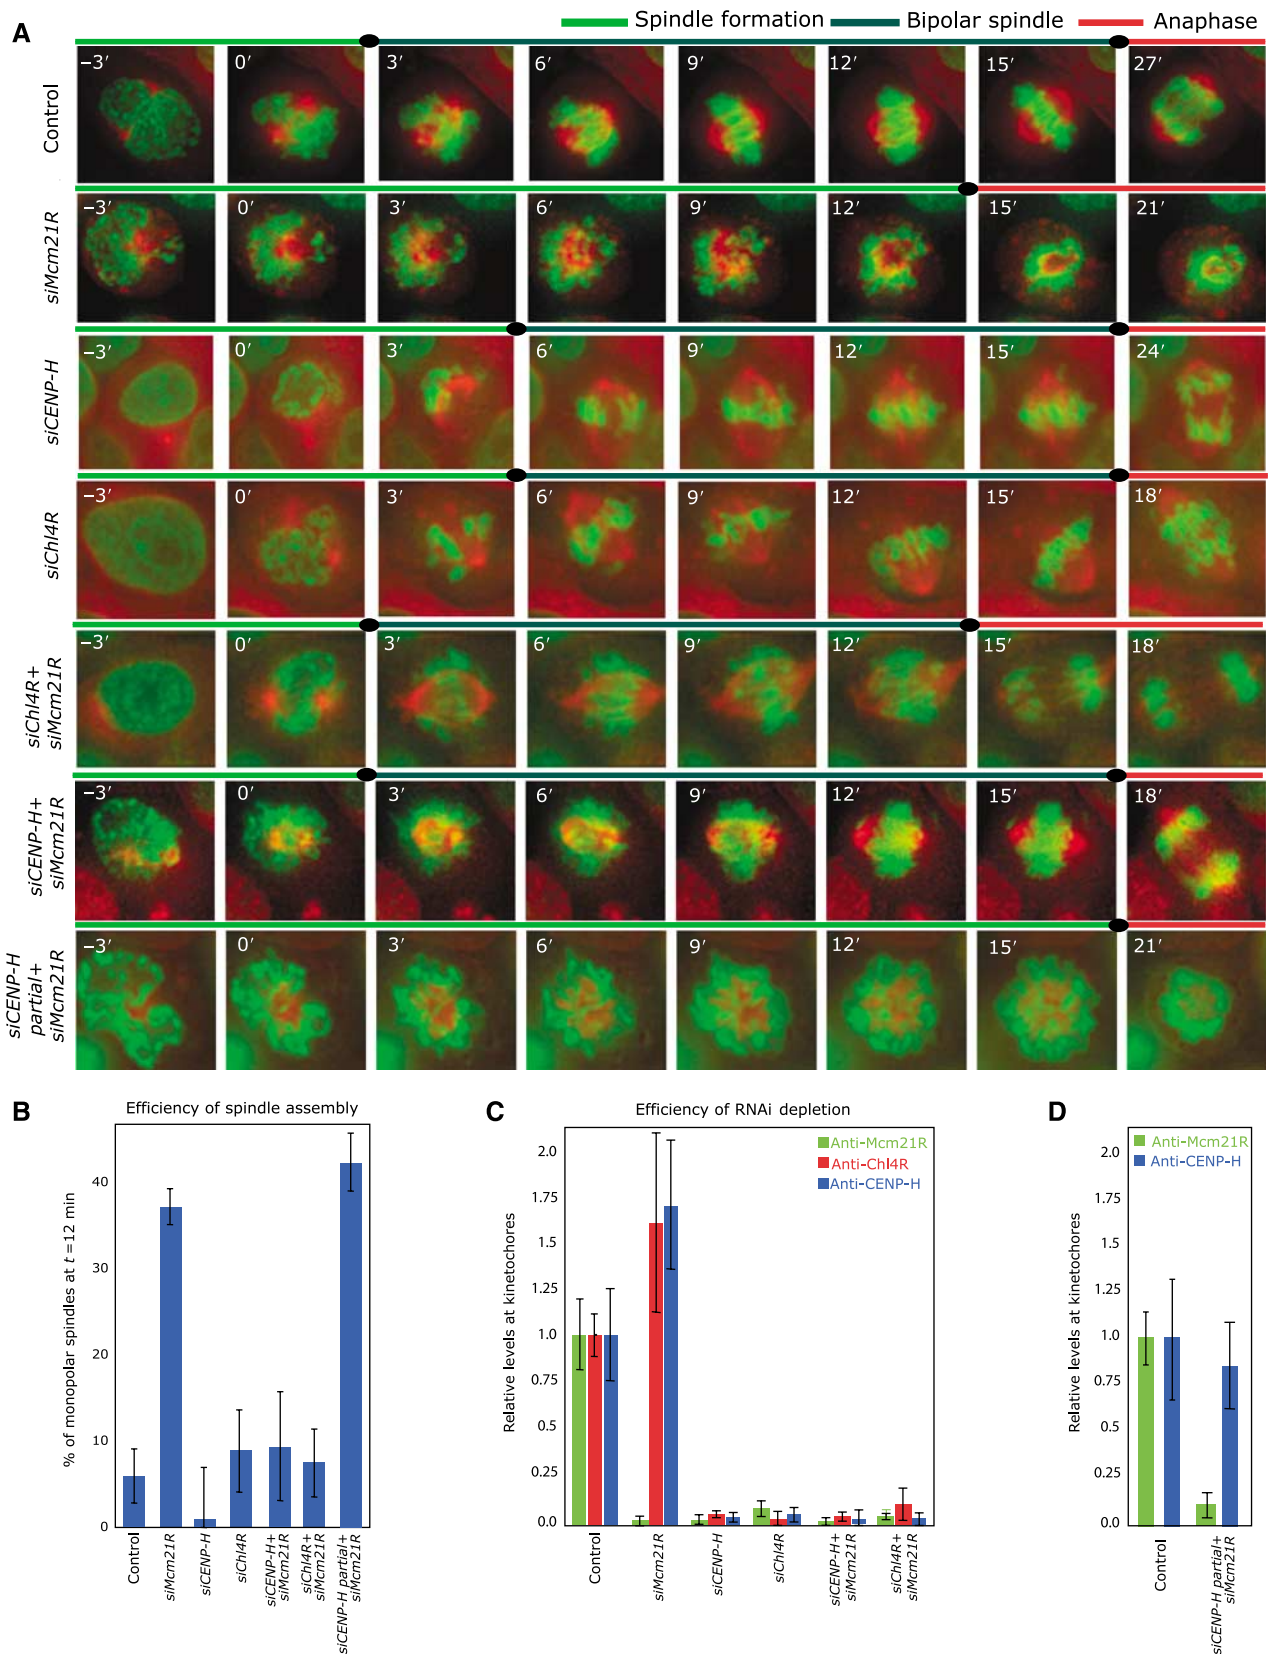 A
Spindle formation Bipolar spindle Anaphase
Control
–3′ 0′ 3′ 6′ 9′ 12′ 15′ 27′
siMcm21R
–3′ 0′ 3′ 6′ 9′ 12′ 15′ 21′
siCENP-H
–3′ 0′ 3′ 6′ 9′ 12′ 15′ 24′
siChl4R
–3′ 0′ 3′ 6′ 9′ 12′ 15′ 18′
siChl4R+
siMcm21R
–3′ 0′ 3′ 6′ 9′ 12′ 15′ 18′
siCENP-H+
siMcm21R
–3′ 0′ 3′ 6′ 9′ 12′ 15′ 18′
siCENP-H
partial+
siMcm21R
–3′ 0′ 3′ 6′ 9′ 12′ 15′ 21′
B
Efficiency of spindle assembly
% of monopolar spindles at t=12 min
40
30
20
10
0
Control
siMcm21R
siCENP-H
siChl4R
siCENP-H+
siMcm21R
siChl4R+
siMcm21R
siCENP-H partial+
siMcm21R
C
Efficiency of RNAi depletion
Anti-Mcm21R
Anti-Chl4R
Anti-CENP-H
Relative levels at kinetochores
2.0
1.75
1.5
1.25
1.0
0.75
0.5
0.25
0.0
Control
siMcm21R
siCENP-H
siChl4R
siCENP-H+
siMcm21R
siChl4R+
siMcm21R
D
Anti-Mcm21R
Anti-CENP-H
Relative levels at kinetochores
2.0
1.75
1.5
1.25
1.0
0.75
0.5
0.25
0.0
Control
siCENP-H partial+
siMcm21R